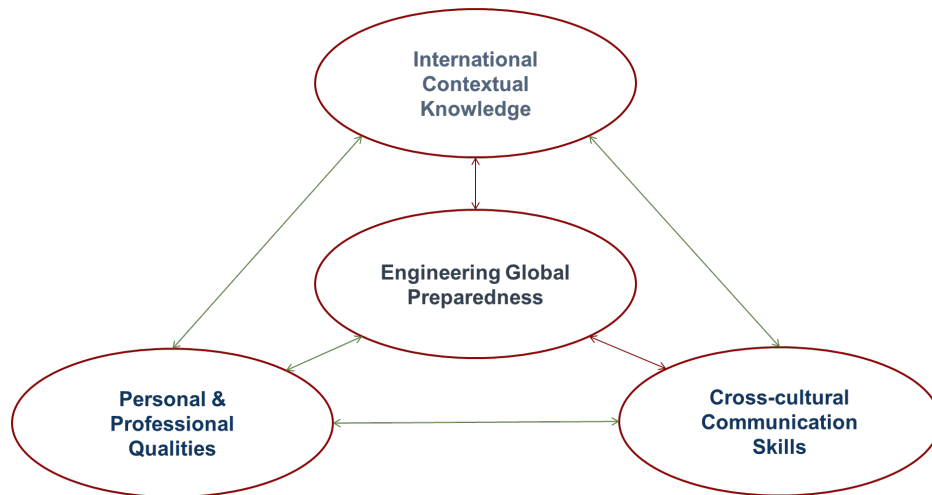 International
Contextual
Knowledge
Engineering Global
Preparedness
Personal &
Professional
Qualities
Cross-cultural
Communication
Skills